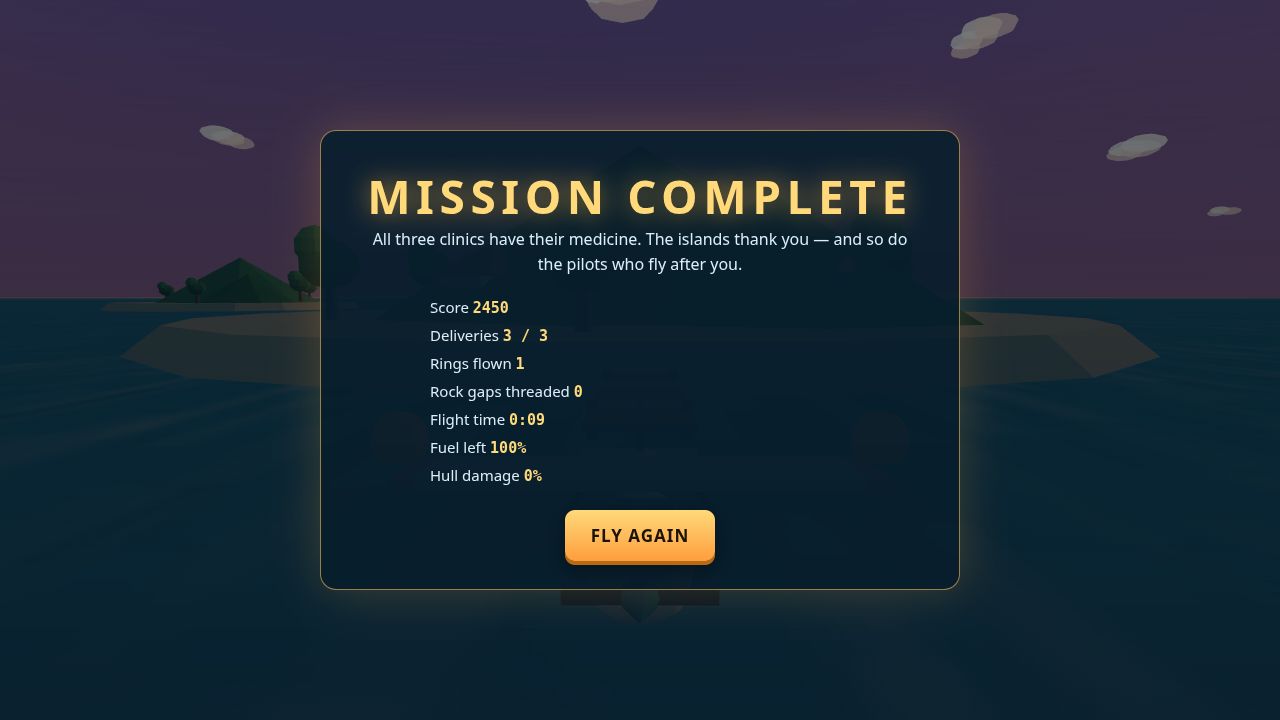 MISSION COMPLETE
All three clinics have their medicine. The islands thank you — and so do
the pilots who fly after you.
Score 2450
Deliveries 3 / 3
Rings flown 1
Rock gaps threaded 0
Flight time 0:09
Fuel left 100%
Hull damage 0%
FLY AGAIN